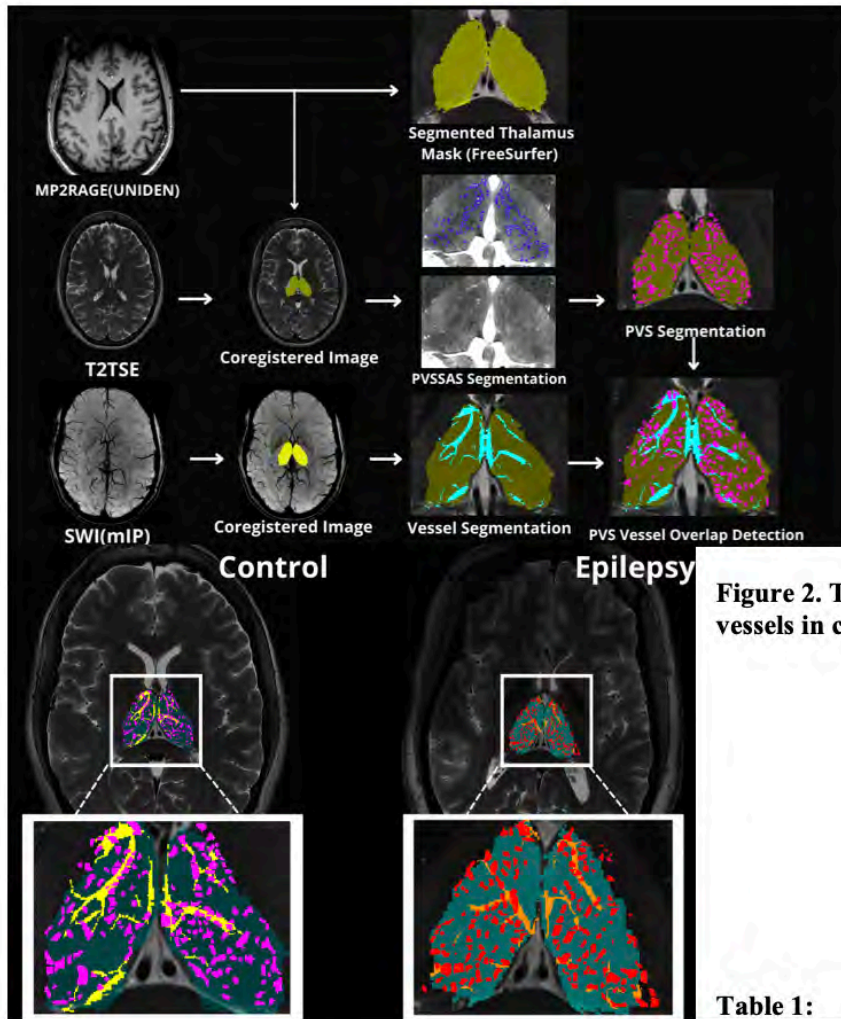 Segmented Thalamus
Mask (FreeSurfer)
MP2RAGE(UNIDEN)
T2TSE
Coregistered Image
PVSSAS Segmentation
PVS Segmentation
SWI(mIP)
Coregistered Image
Vessel Segmentation
PVS Vessel Overlap Detection
Control
Epilepsy
Figure 2. T
vessels in c
Table 1: